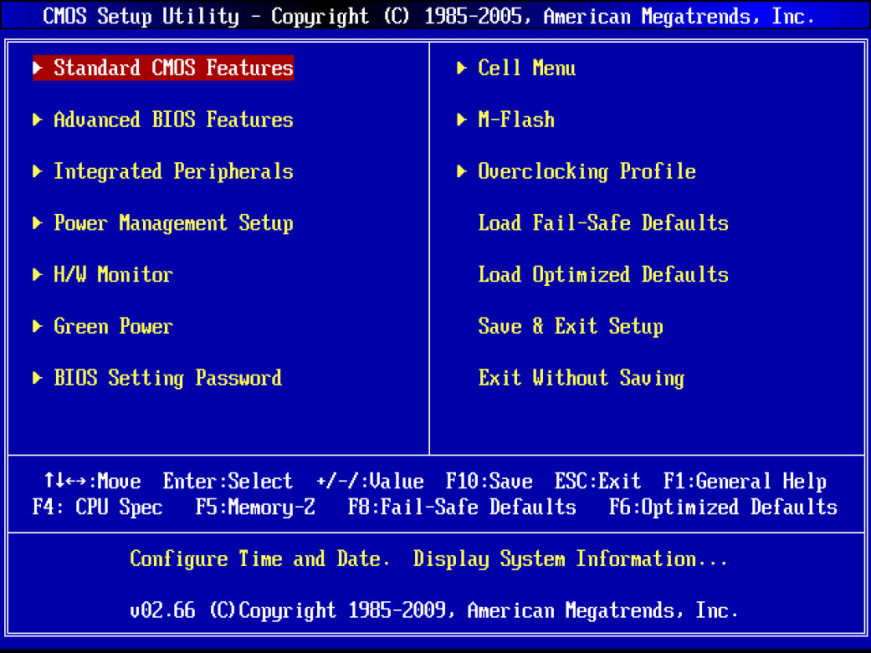 CMOS Setup Utility - Copyright (C) 1985-2005, American Megatrends, Inc.
Standard CMOS Features
Advanced BIOS Features
Integrated Peripherals
Power Management Setup
H/W Monitor
Green Power
BIOS Setting Password
Cell Menu
M-Flash
Overclocking Profile
Load Fail-Safe Defaults
Load Optimized Defaults
Save & Exit Setup
Exit Without Saving
↑↓←→:Move Enter:Select +/-/:Value F10:Save ESC:Exit F1:General Help
F4: CPU Spec F5:Memory-Z F8:Fail-Safe Defaults F6:Optimized Defaults
Configure Time and Date. Display System Information...
v02.66 (C)Copyright 1985-2009, American Megatrends, Inc.